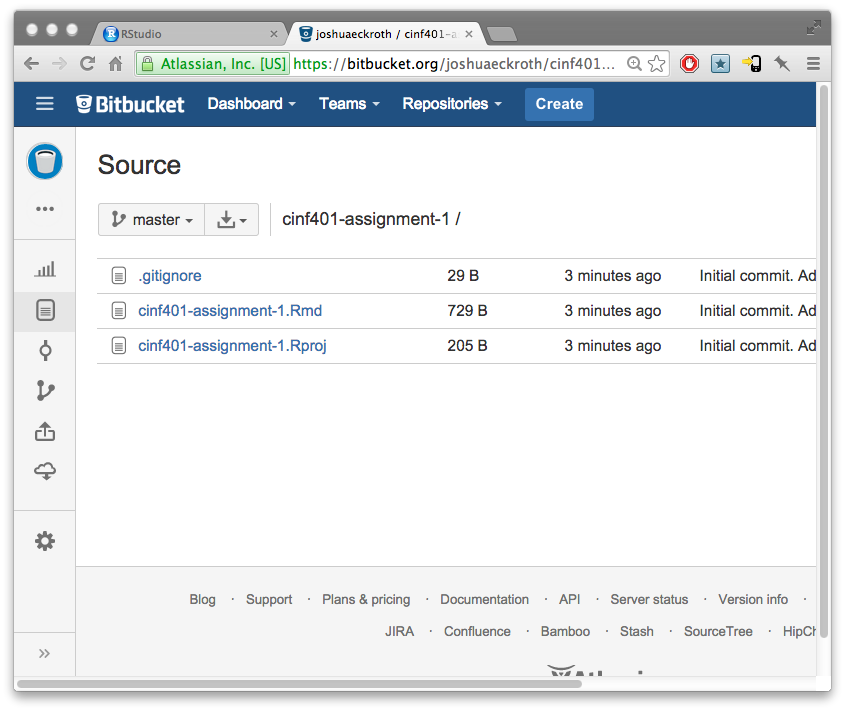 RStudio
joshuaeckroth / cinf401-a
Atlassian, Inc. [US] https://bitbucket.org/joshuaeckroth/cinf401...
Bitbucket Dashboard Teams Repositories Create
Source
master
cinf401-assignment-1 /
.gitignore 29 B 3 minutes ago Initial commit. Ad
cinf401-assignment-1.Rmd 729 B 3 minutes ago Initial commit. Ad
cinf401-assignment-1.Rproj 205 B 3 minutes ago Initial commit. Ad
Blog · Support · Plans & pricing · Documentation · API · Server status · Version info ·
JIRA · Confluence · Bamboo · Stash · SourceTree · HipCh